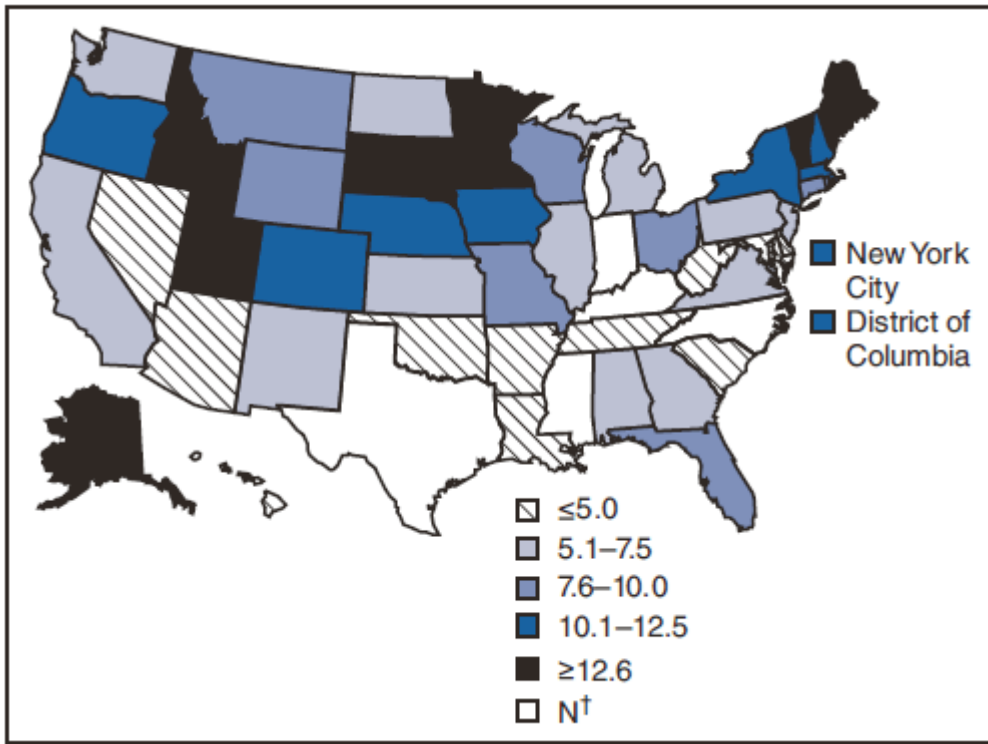 New York
City
District of
Columbia
≤5.0
5.1–7.5
7.6–10.0
10.1–12.5
≥12.6
N†